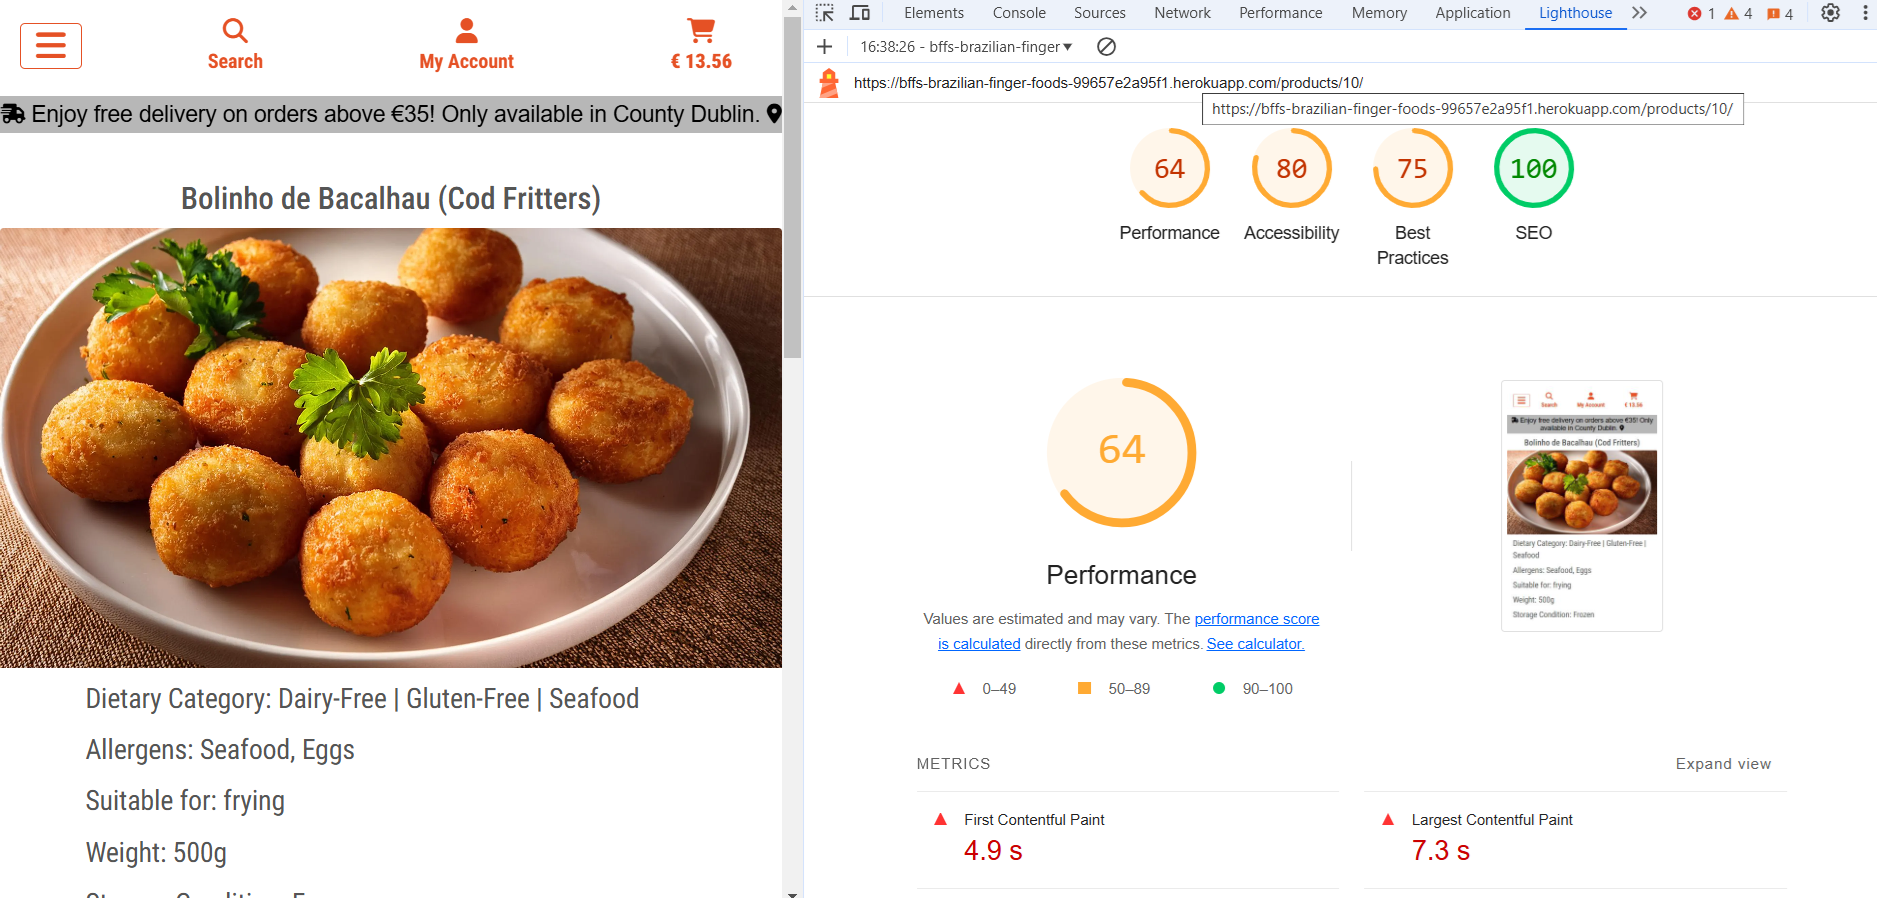 Search
My Account
€ 13.56
Enjoy free delivery on orders above €35! Only available in County Dublin.
Bolinho de Bacalhau (Cod Fritters)
Dietary Category: Dairy-Free | Gluten-Free | Seafood
Allergens: Seafood, Eggs
Suitable for: frying
Weight: 500g
Elements Console Sources Network Performance Memory Application Lighthouse 1 4 4
16:38:26 - bffs-brazilian-finger
https://bffs-brazilian-finger-foods-99657e2a95f1.herokuapp.com/products/10/
https://bffs-brazilian-finger-foods-99657e2a95f1.herokuapp.com/products/10/
64 80 75 100
Performance Accessibility Best Practices SEO
64
Performance
Values are estimated and may vary. The performance score
is calculated directly from these metrics. See calculator.
0–49 50–89 90–100
Search My Account € 13.56
Enjoy free delivery on orders above €35! Only
available in County Dublin.
Bolinho de Bacalhau (Cod Fritters)
Dietary Category: Dairy-Free | Gluten-Free |
Seafood
Allergens: Seafood, Eggs
Suitable for: frying
Weight: 500g
Storage Condition: Frozen
METRICS
Expand view
First Contentful Paint
4.9 s
Largest Contentful Paint
7.3 s